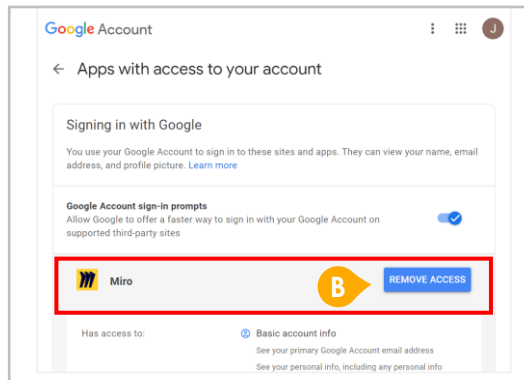 Google Account
J
Apps with access to your account
Signing in with Google
You use your Google Account to sign in to these sites and apps. They can view your name, email
address, and profile picture. Learn more
Google Account sign-in prompts
Allow Google to offer a faster way to sign in with your Google Account on
supported third-party sites
Miro
B
REMOVE ACCESS
Has access to:
Basic account info
See your primary Google Account email address
See your personal info, including any personal info